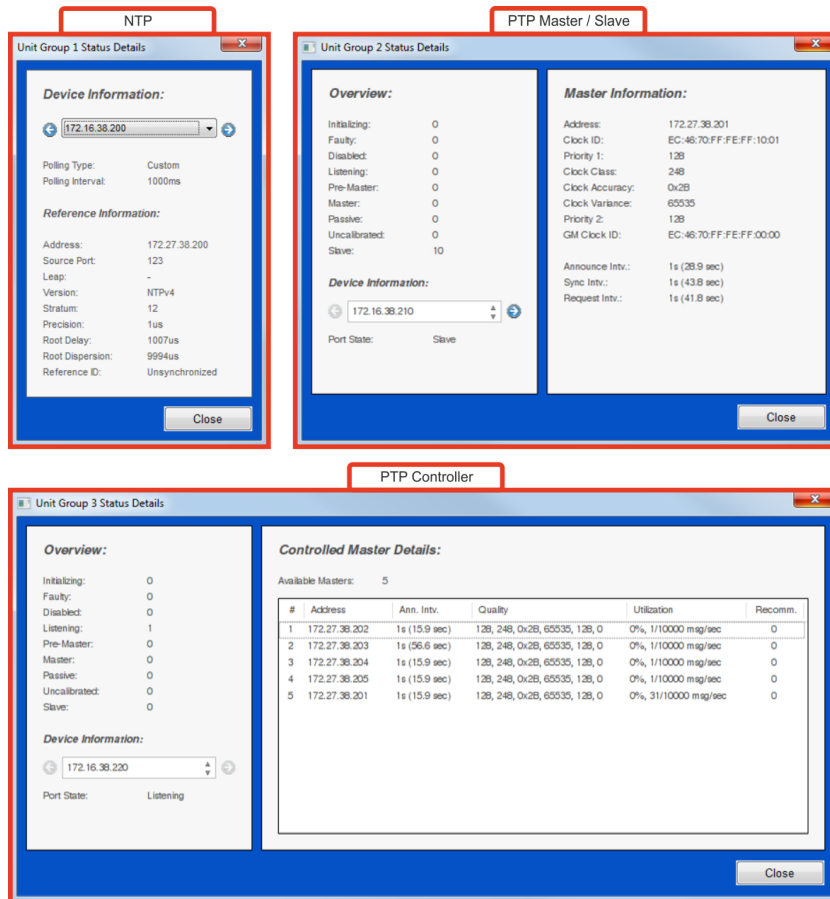 NTP
Unit Group 1 Status Details
Device Information:
172.16.38.200
Polling Type: Custom
Polling Interval: 1000ms
Reference Information:
Address: 172.27.38.200
Source Port: 123
Leap: -
Version: NTPv4
Stratum: 12
Precision: 1us
Root Delay: 1007us
Root Dispersion: 9994us
Reference ID: Unsynchronized
Close
PTP Master / Slave
Unit Group 2 Status Details
Overview:
Initializing: 0
Faulty: 0
Disabled: 0
Listening: 0
Pre-Master: 0
Master: 0
Passive: 0
Uncalibrated: 0
Slave: 10
Device Information:
172.16.38.210
Port State: Slave
Master Information:
Address: 172.27.38.201
Clock ID: EC:46:70:FF:FE:FF:10:01
Priority 1: 128
Clock Class: 248
Clock Accuracy: 0x2B
Clock Variance: 65535
Priority 2: 128
GM Clock ID: EC:46:70:FF:FE:FF:00:00
Announce Intv.: 1s (28.9 sec)
Sync Intv.: 1s (43.8 sec)
Request Intv.: 1s (41.8 sec)
Close
PTP Controller
Unit Group 3 Status Details
Overview:
Initializing: 0
Faulty: 0
Disabled: 0
Listening: 1
Pre-Master: 0
Master: 0
Passive: 0
Uncalibrated: 0
Slave: 0
Device Information:
172.16.38.220
Port State: Listening
Controlled Master Details:
Available Masters: 5
# Address Ann. Intv. Quality Utilization Recomm.
1 172.27.38.202 1s (15.9 sec) 128, 248, 0x2B, 65535, 128, 0 0%, 1/10000 msg/sec 0
2 172.27.38.203 1s (56.6 sec) 128, 248, 0x2B, 65535, 128, 0 0%, 1/10000 msg/sec 0
3 172.27.38.204 1s (15.9 sec) 128, 248, 0x2B, 65535, 128, 0 0%, 1/10000 msg/sec 0
4 172.27.38.205 1s (15.9 sec) 128, 248, 0x2B, 65535, 128, 0 0%, 1/10000 msg/sec 0
5 172.27.38.201 1s (15.9 sec) 128, 248, 0x2B, 65535, 128, 0 0%, 31/10000 msg/sec 0
Close